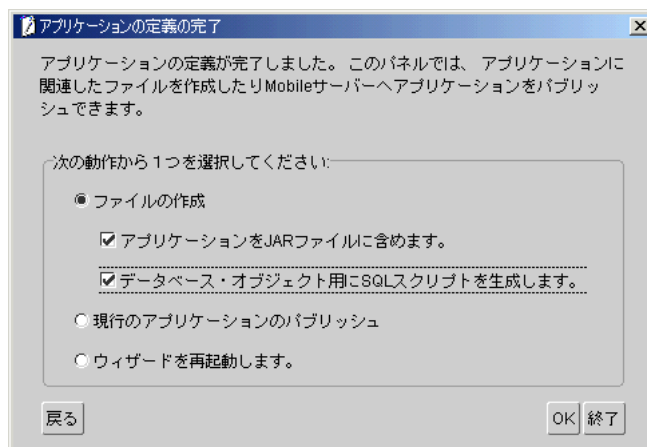 アプリケーションの定義の完了
アプリケーションの定義が完了しました。 このパネルでは、 アプリケーションに
関連したファイルを作成したりMobileサーバーへアプリケーションをパブリッ
シュできます。
次の動作から１つを選択してください:
ファイルの作成
アプリケーションをJARファイルに含めます。
データベース・オブジェクト用にSQLスクリプトを生成します。
現行のアプリケーションのパブリッシュ
ウィザードを再起動します。
戻る OK 終了